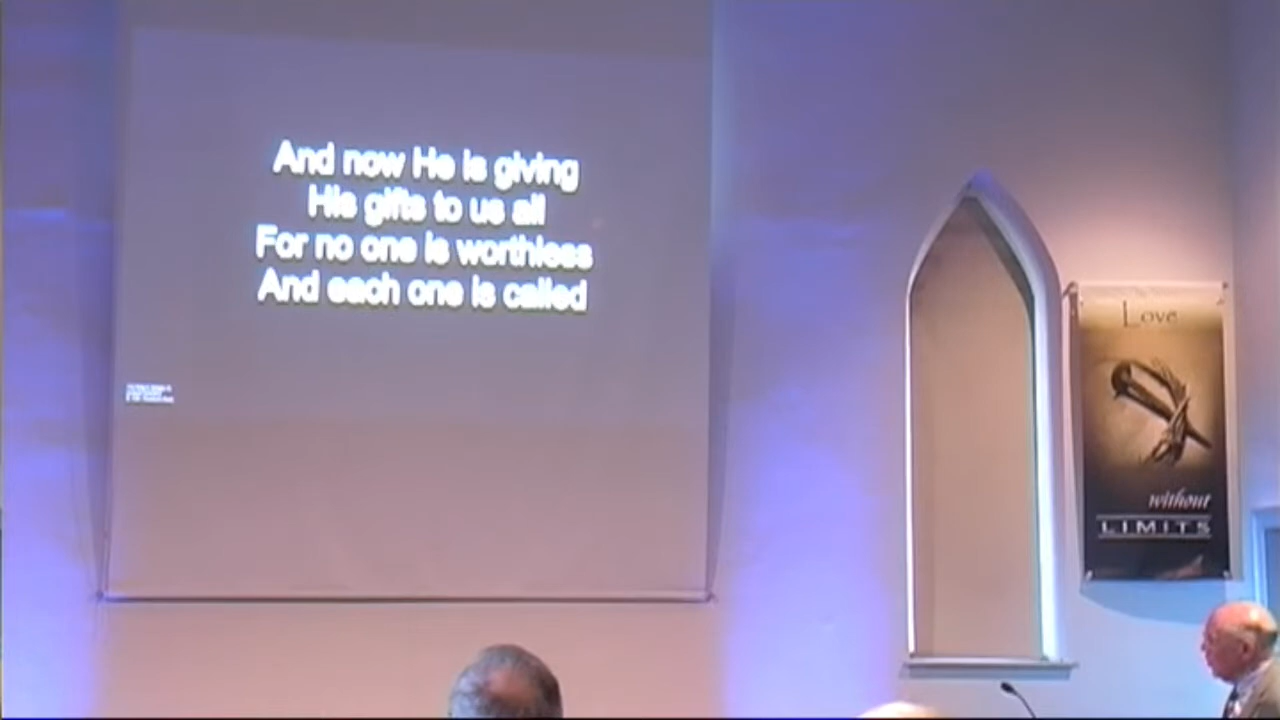 And now He is giving
His gifts to us all
For no one is worthless
And each one is called
Love
without
LIMITS